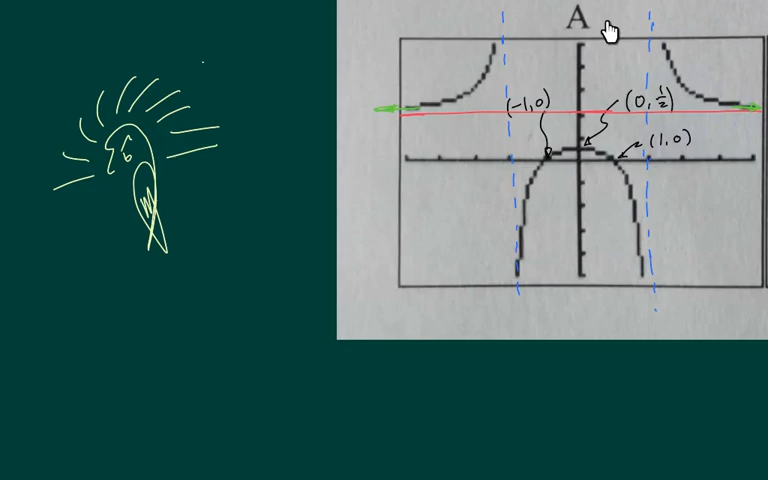 A
(-1,0)
(0, 1/2)
(1,0)